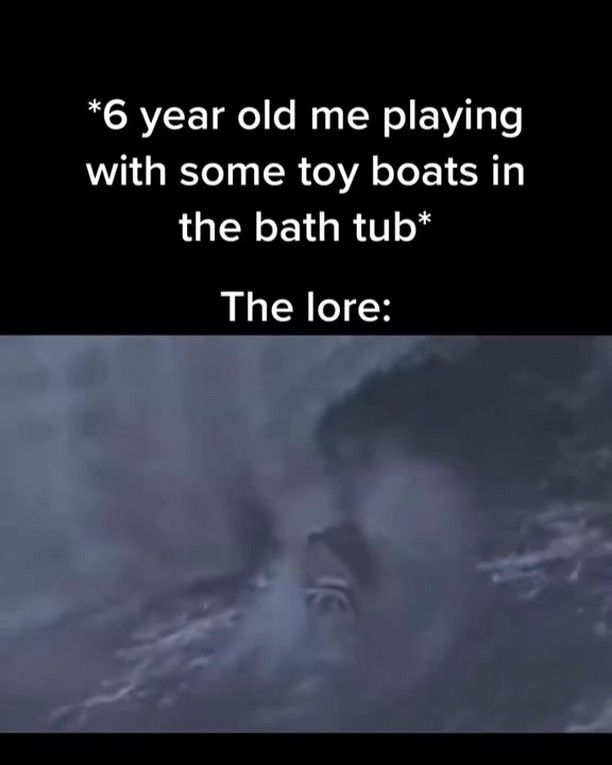 *6 year old me playing
with some toy boats in
the bath tub*
The lore: